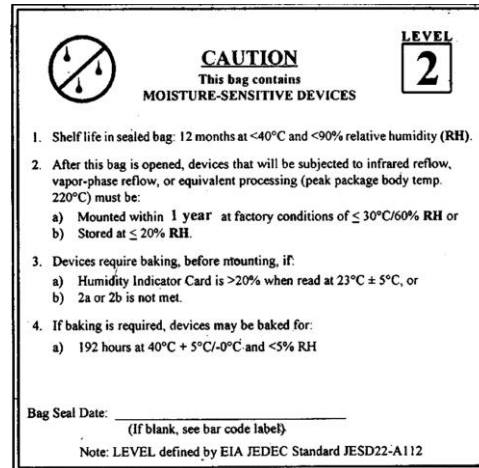 LEVEL
2
CAUTION
This bag contains
MOISTURE-SENSITIVE DEVICES
1. Shelf life in sealed bag: 12 months at <40°C and <90% relative humidity (RH).
2. After this bag is opened, devices that will be subjected to infrared reflow,
vapor-phase reflow, or equivalent processing (peak package body temp.
220°C) must be:
a) Mounted within 1 year at factory conditions of ≤ 30°C/60% RH or
b) Stored at ≤ 20% RH.
3. Devices require baking, before mounting, if:
a) Humidity Indicator Card is >20% when read at 23°C ± 5°C, or
b) 2a or 2b is not met.
4. If baking is required, devices may be baked for:
a) 192 hours at 40°C + 5°C/-0°C and <5% RH
Bag Seal Date:
(If blank, see bar code label)
Note: LEVEL defined by EIA JEDEC Standard JESD22-A112